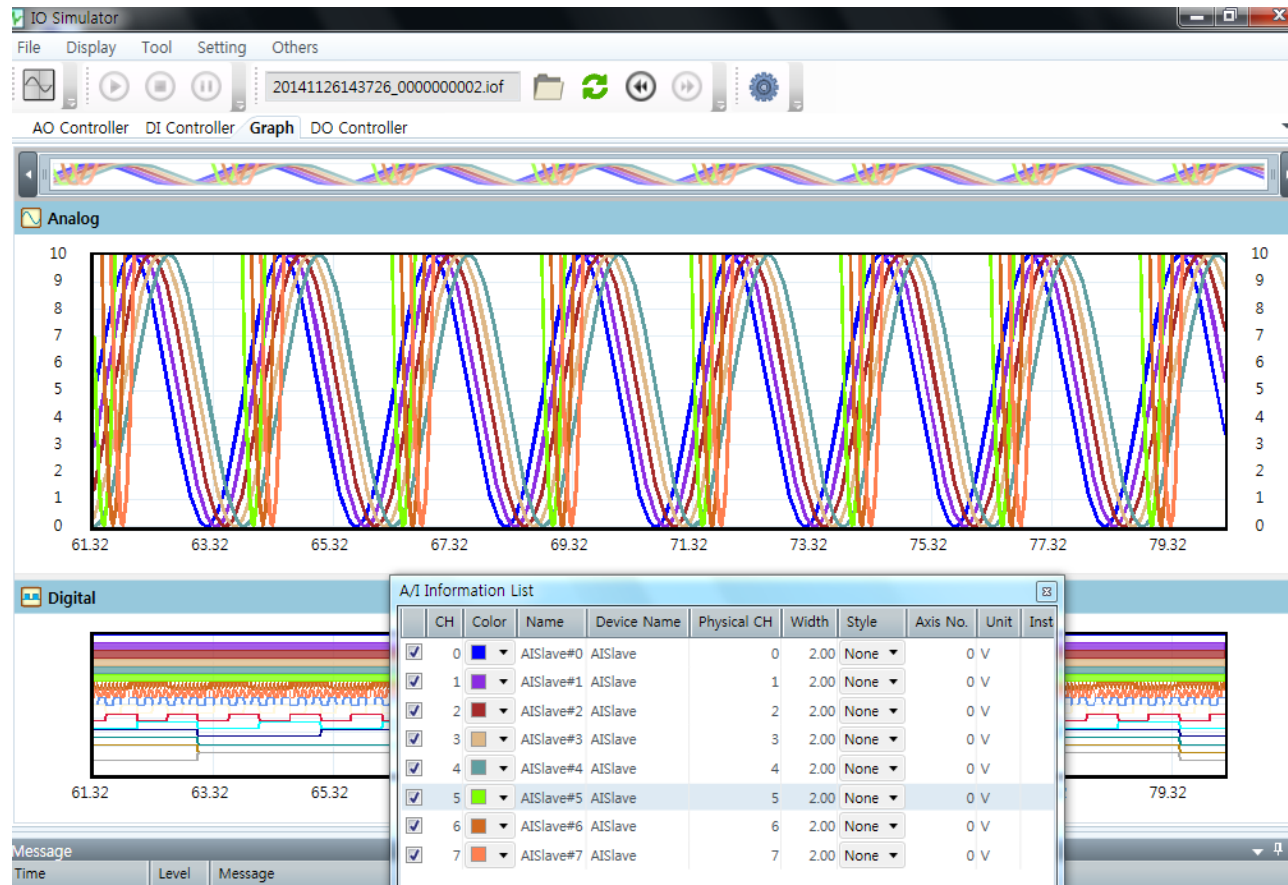 IO Simulator
File Display Tool Setting Others
20141126143726_0000000002.iof
AO Controller DI Controller Graph DO Controller
Analog
10 10
9 9
8 8
7 7
6 6
5 5
4 4
3 3
2 2
1 1
0 0
61.32 63.32 65.32 67.32 69.32 71.32 73.32 75.32 77.32 79.32
Digital
61.32 63.32 65.32 79.32
A/I Information List
CH Color Name Device Name Physical CH Width Style Axis No. Unit Inst
0 AISlave#0 AISlave 0 2.00 None 0 V
1 AISlave#1 AISlave 1 2.00 None 0 V
2 AISlave#2 AISlave 2 2.00 None 0 V
3 AISlave#3 AISlave 3 2.00 None 0 V
4 AISlave#4 AISlave 4 2.00 None 0 V
5 AISlave#5 AISlave 5 2.00 None 0 V
6 AISlave#6 AISlave 6 2.00 None 0 V
7 AISlave#7 AISlave 7 2.00 None 0 V
Message
Time Level Message